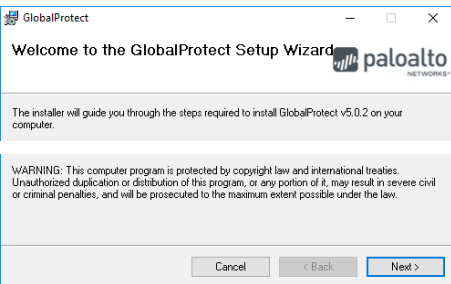 GlobalProtect
Welcome to the GlobalProtect Setup Wizard
paloalto
NETWORKS®
The installer will guide you through the steps required to install GlobalProtect v5.0.2 on your
computer.
WARNING: This computer program is protected by copyright law and international treaties.
Unauthorized duplication or distribution of this program, or any portion of it, may result in severe civil
or criminal penalties, and will be prosecuted to the maximum extent possible under the law.
Cancel < Back Next >